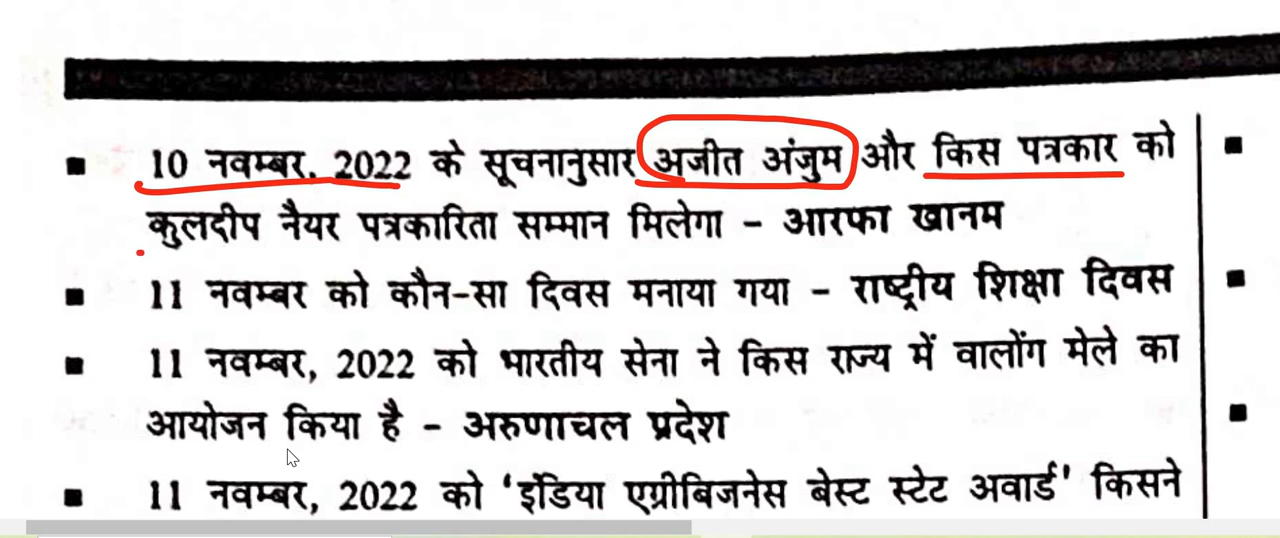 10 नवम्बर. 2022 के सूचनानुसार अजीत अंजुम और किस पत्रकार को
कुलदीप नैयर पत्रकारिता सम्मान मिलेगा – आरफा खानम
11 नवम्बर को कौन-सा दिवस मनाया गया – राष्ट्रीय शिक्षा दिवस
11 नवम्बर, 2022 को भारतीय सेना ने किस राज्य में वालोंग मेले का
आयोजन किया है – अरुणाचल प्रदेश
11 नवम्बर, 2022 को 'इंडिया एग्रीबिजनेस बेस्ट स्टेट अवार्ड' किसने